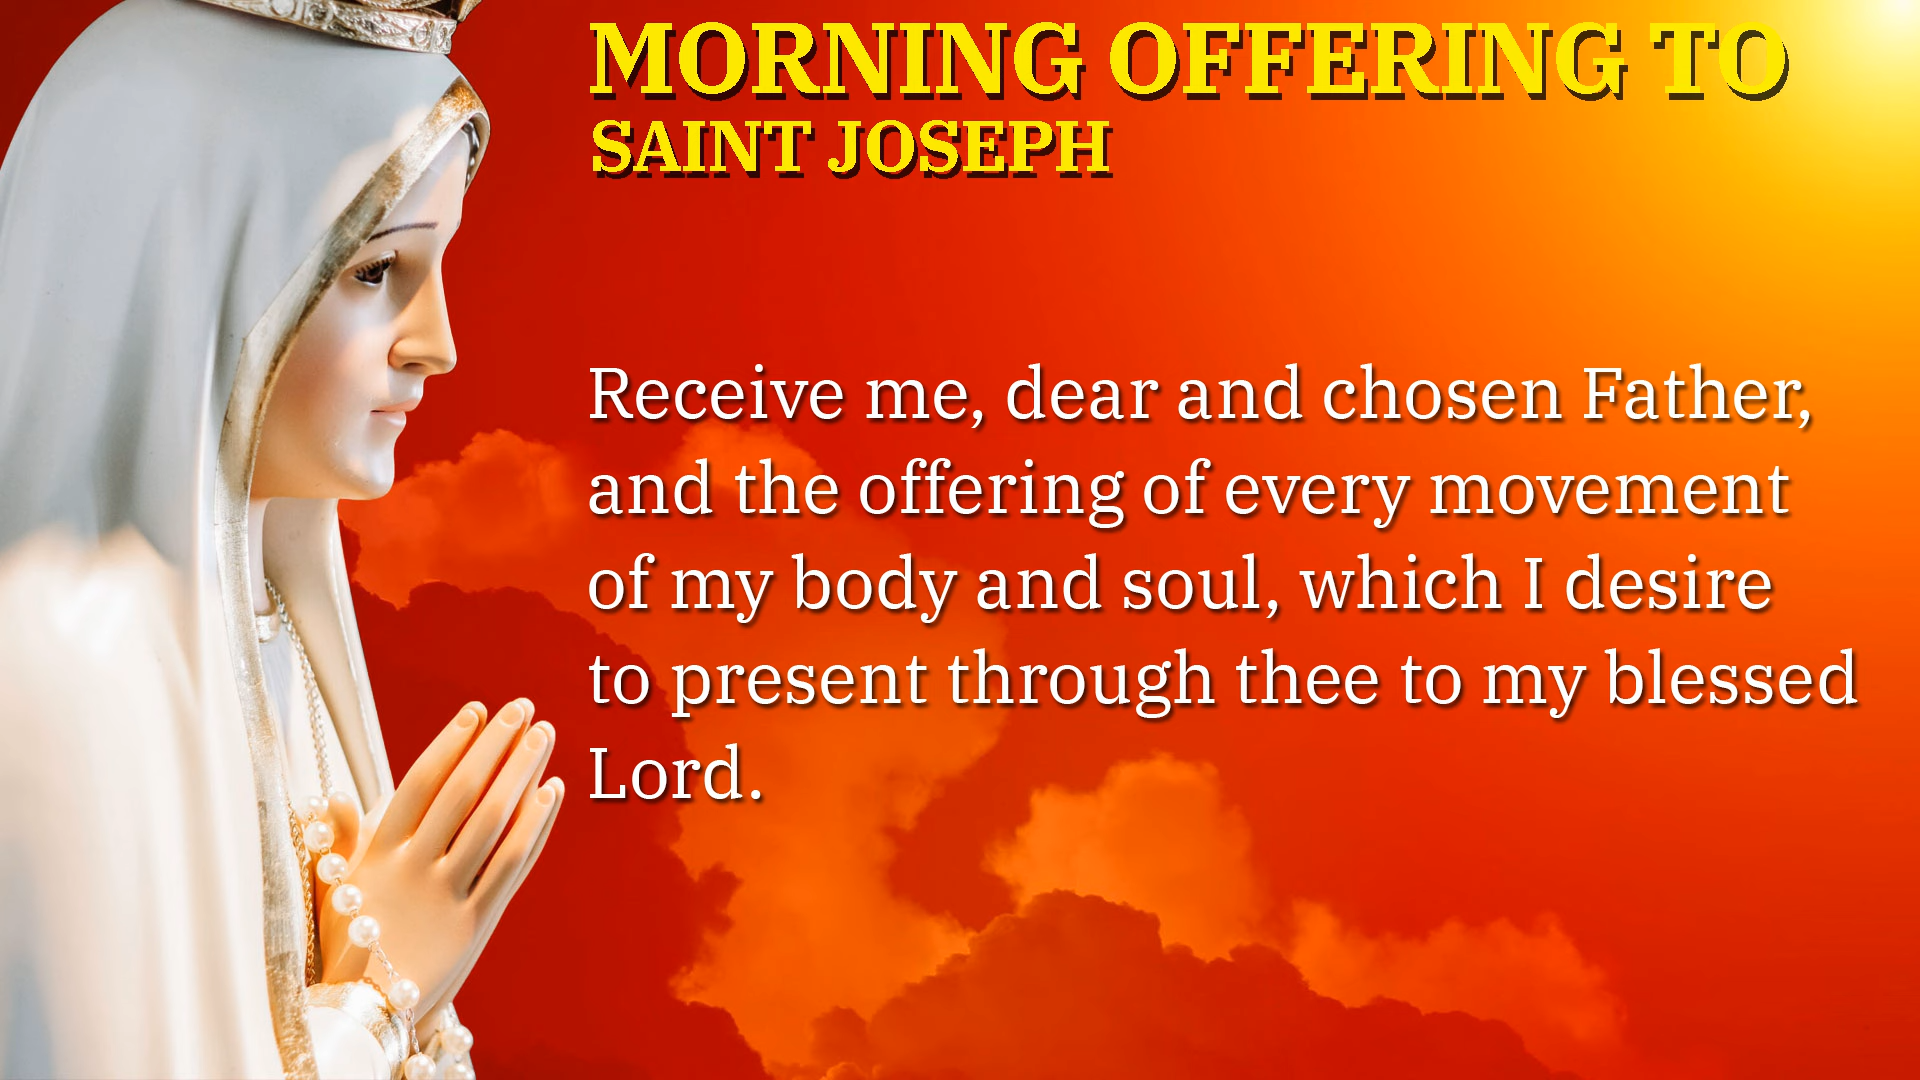 MORNING OFFERING TO
SAINT JOSEPH
Receive me, dear and chosen Father,
and the offering of every movement
of my body and soul, which I desire
to present through thee to my blessed
Lord.